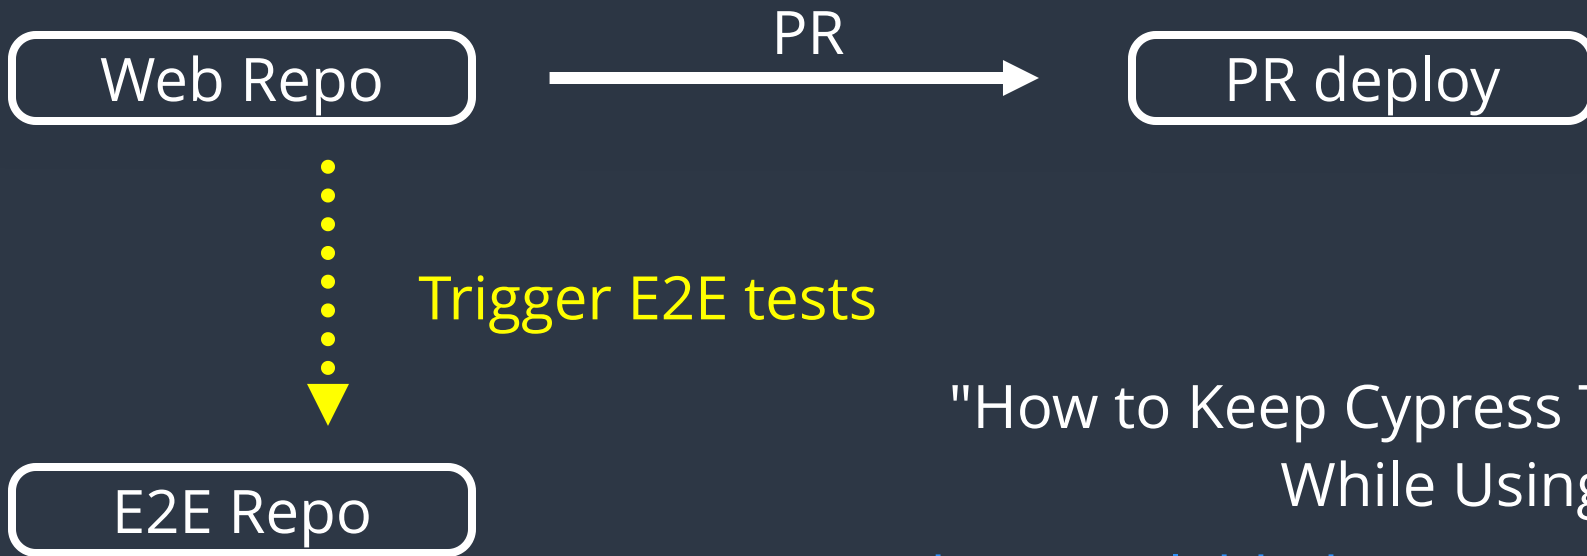 PR
Web Repo
PR deploy
Trigger E2E tests
"How to Keep Cypress
While Using
E2E Repo